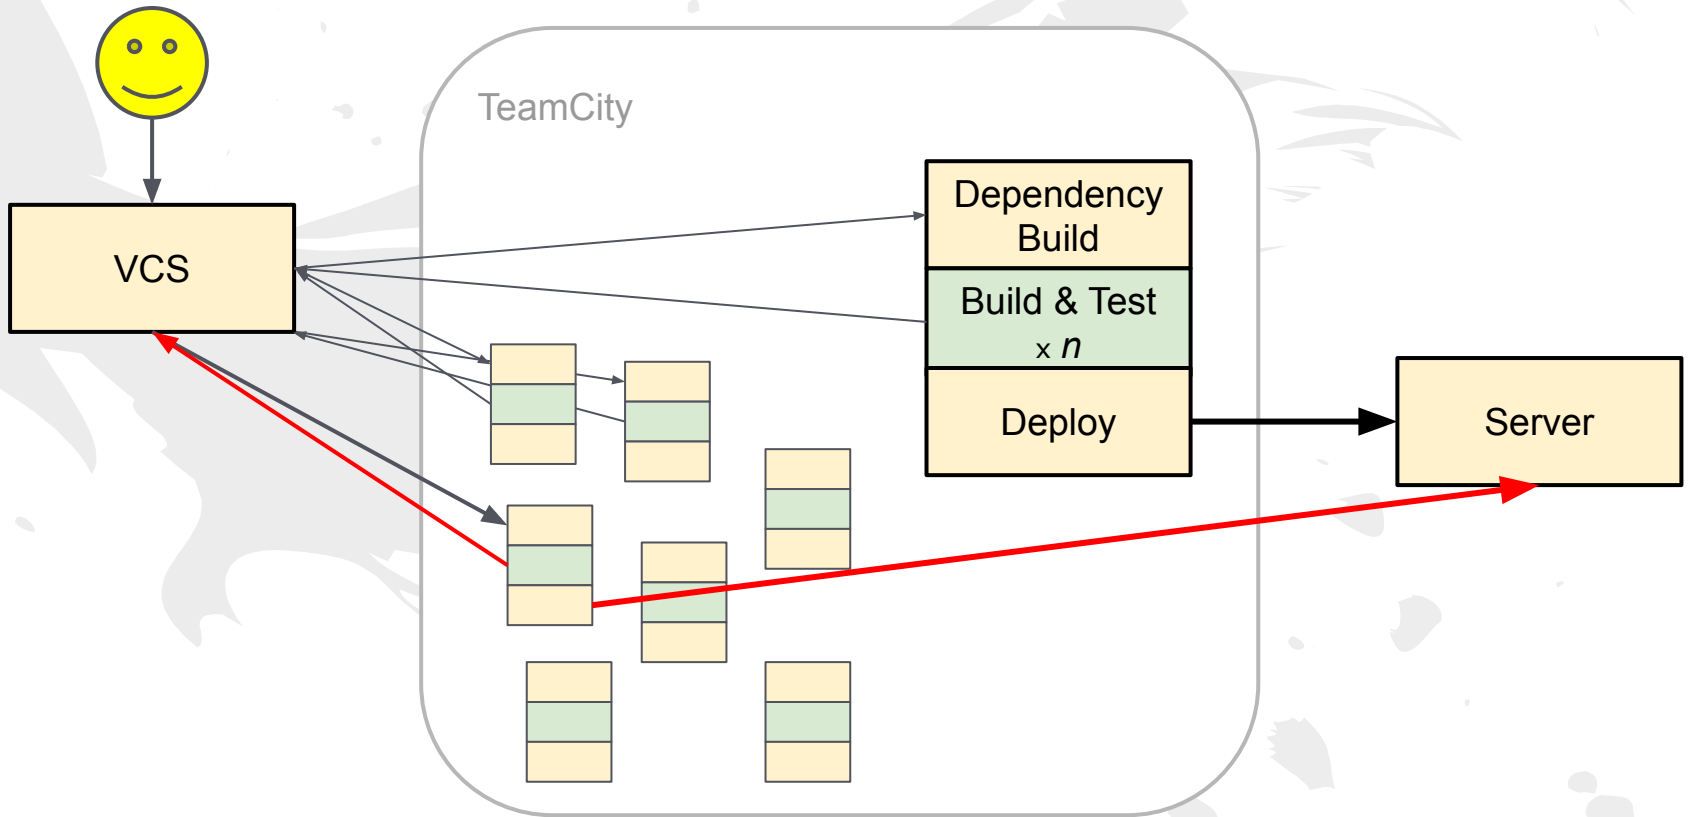 TeamCity
VCS
Dependency
Build
Build & Test
x n
Deploy
Server